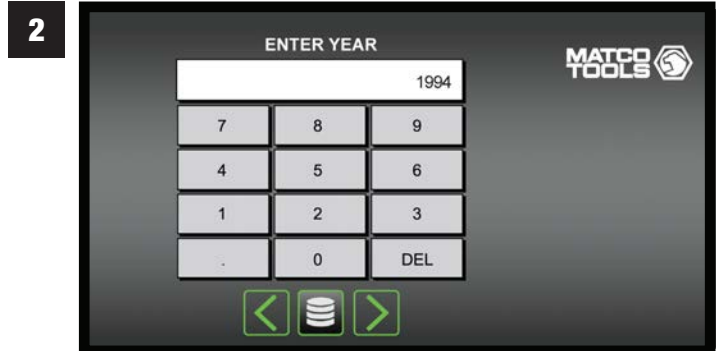 2
ENTER YEAR
MATCO
TOOLS
1994
7 8 9
4 5 6
1 2 3
. 0 DEL